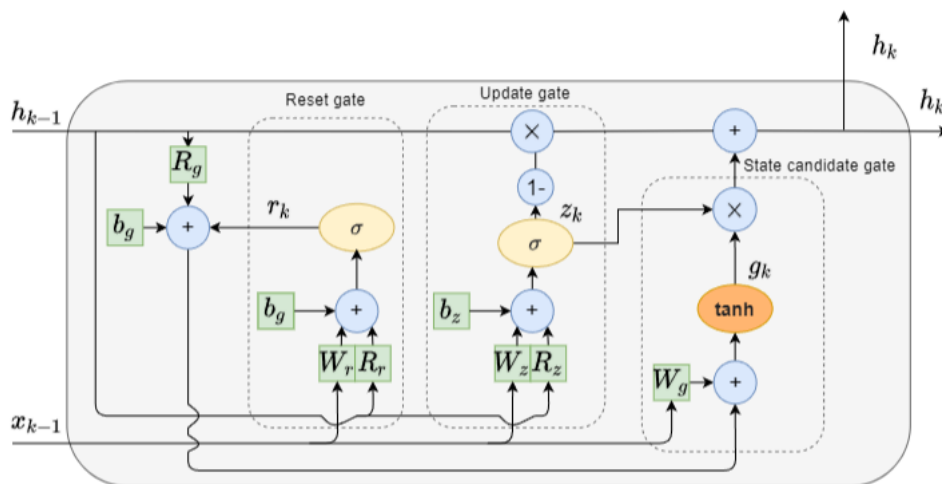 h_k
h_{k-1}
h_k
Reset gate
Update gate
State candidate gate
R_g
b_g
+
r_k
σ
b_g
+
W_r R_r
×
1-
z_k
σ
b_z
+
W_z R_z
+
×
g_k
tanh
W_g
+
x_{k-1}